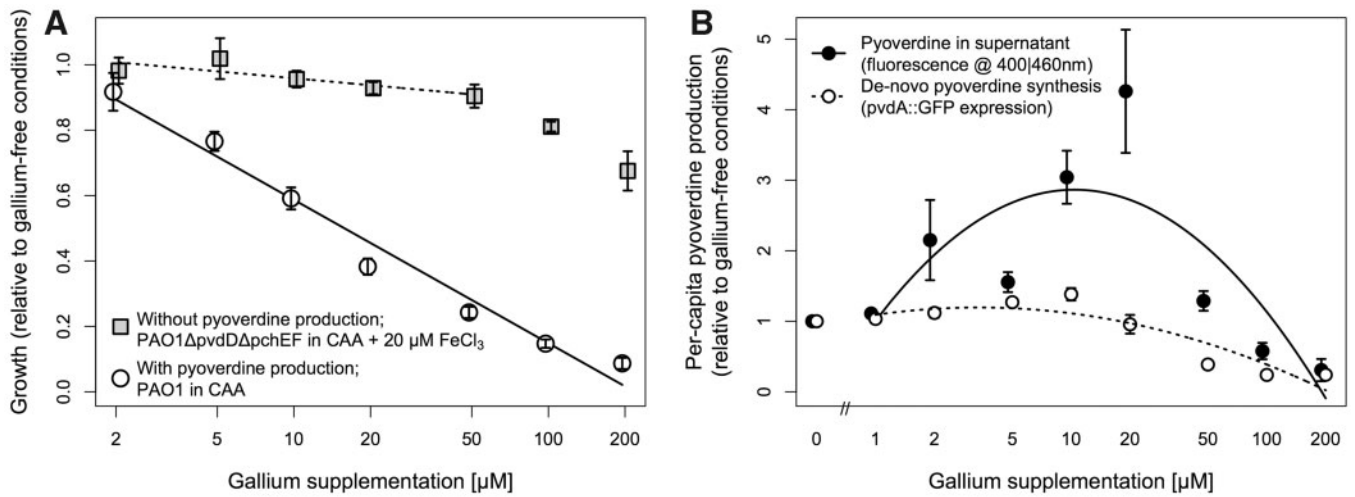 A
Growth (relative to gallium-free conditions)
1.0
0.8
0.6
0.4
0.2
0.0
Without pyoverdine production;
PAO1ΔpvdDΔpchEF in CAA + 20 µM FeCl₃
With pyoverdine production;
PAO1 in CAA
2 5 10 20 50 100 200
Gallium supplementation [µM]
B
Per-capita pyoverdine production
(relative to gallium-free conditions)
5
4
3
2
1
0
Pyoverdine in supernatant
(fluorescence @ 400|460nm)
De-novo pyoverdine synthesis
(pvdA::GFP expression)
0 // 1 2 5 10 20 50 100 200
Gallium supplementation [µM]